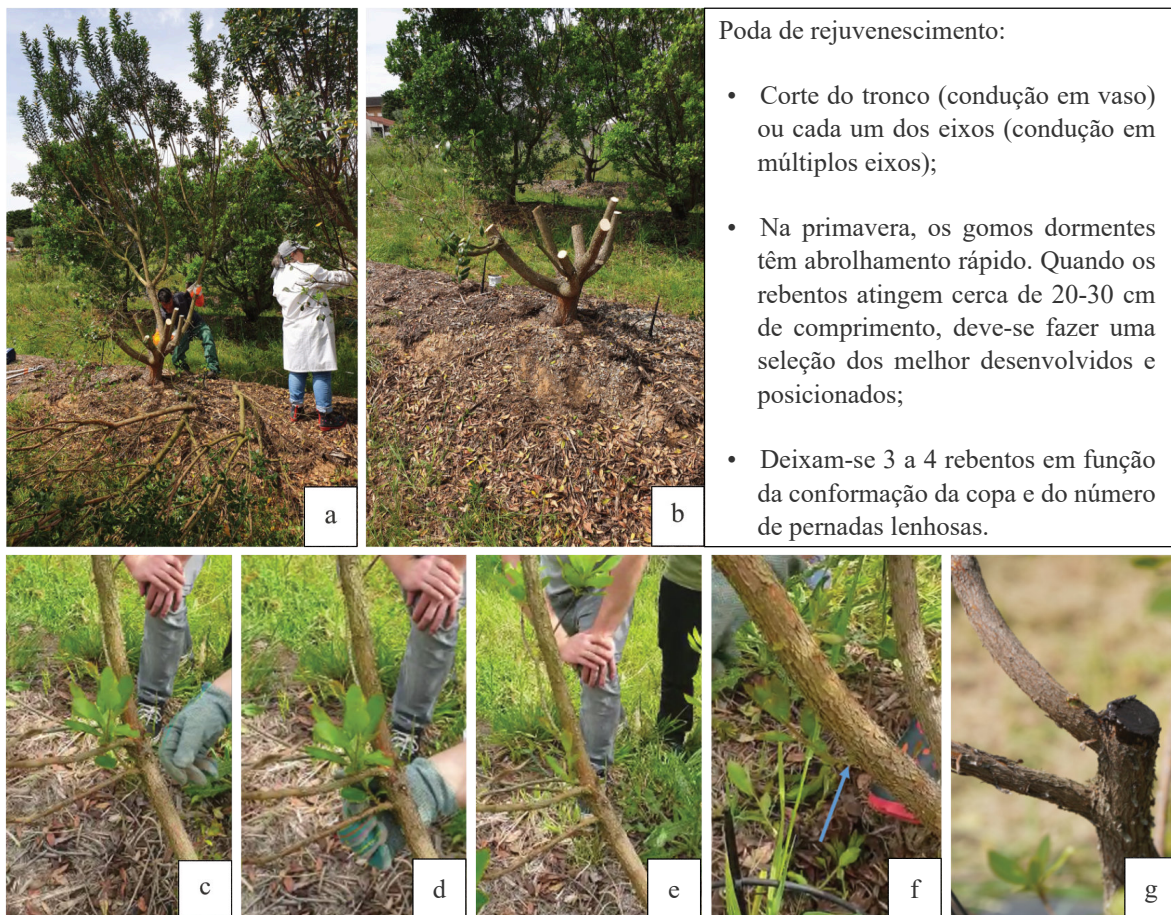 Poda de rejuvenescimento:
• Corte do tronco (condução em vaso)
ou cada um dos eixos (condução em
múltiplos eixos);
• Na primavera, os gomos dormentes
têm abrolhamento rápido. Quando os
rebentos atingem cerca de 20-30 cm
de comprimento, deve-se fazer uma
seleção dos melhor desenvolvidos e
posicionados;
• Deixam-se 3 a 4 rebentos em função
da conformação da copa e do número
de pernadas lenhosas.
a
b
c
d
e
f
g